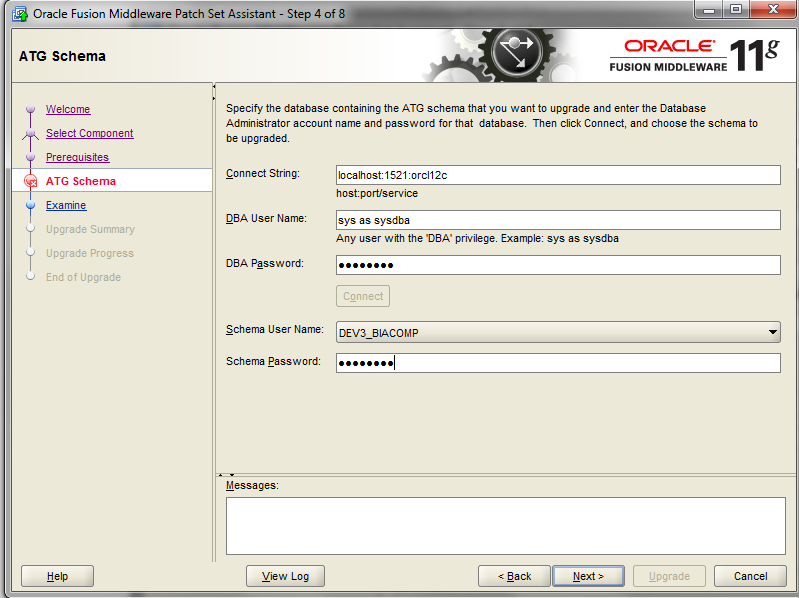 Oracle Fusion Middleware Patch Set Assistant - Step 4 of 8
ATG Schema
ORACLE
FUSION MIDDLEWARE 11g
Welcome
Select Component
Prerequisites
ATG Schema
Examine
Upgrade Summary
Upgrade Progress
End of Upgrade
Specify the database containing the ATG schema that you want to upgrade and enter the Database
Administrator account name and password for that database. Then click Connect, and choose the schema to
be upgraded.
Connect String: localhost:1521:orcl12c
host:port/service
DBA User Name: sys as sysdba
Any user with the 'DBA' privilege. Example: sys as sysdba
DBA Password: ●●●●●●●●
Connect
Schema User Name: DEV3_BIACOMP
Schema Password: ●●●●●●●●
Messages:
Help View Log < Back Next > Upgrade Cancel